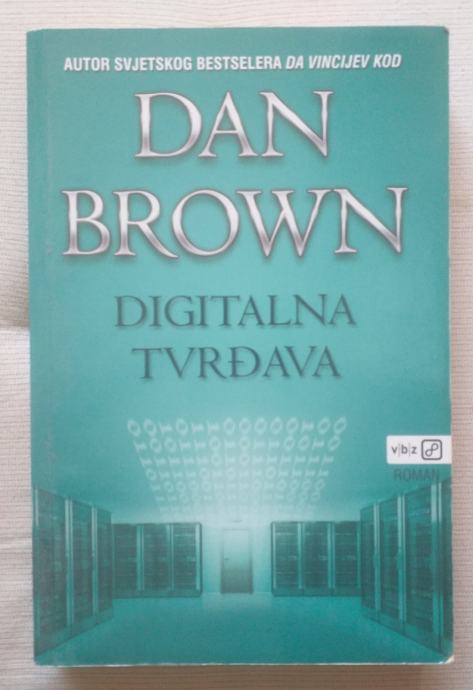 AUTOR SVJETSKOG BESTSELERA DA VINCIJEV KOD
DAN
BROWN
DIGITALNA
TVRĐAVA
v|b|z
ROMAN